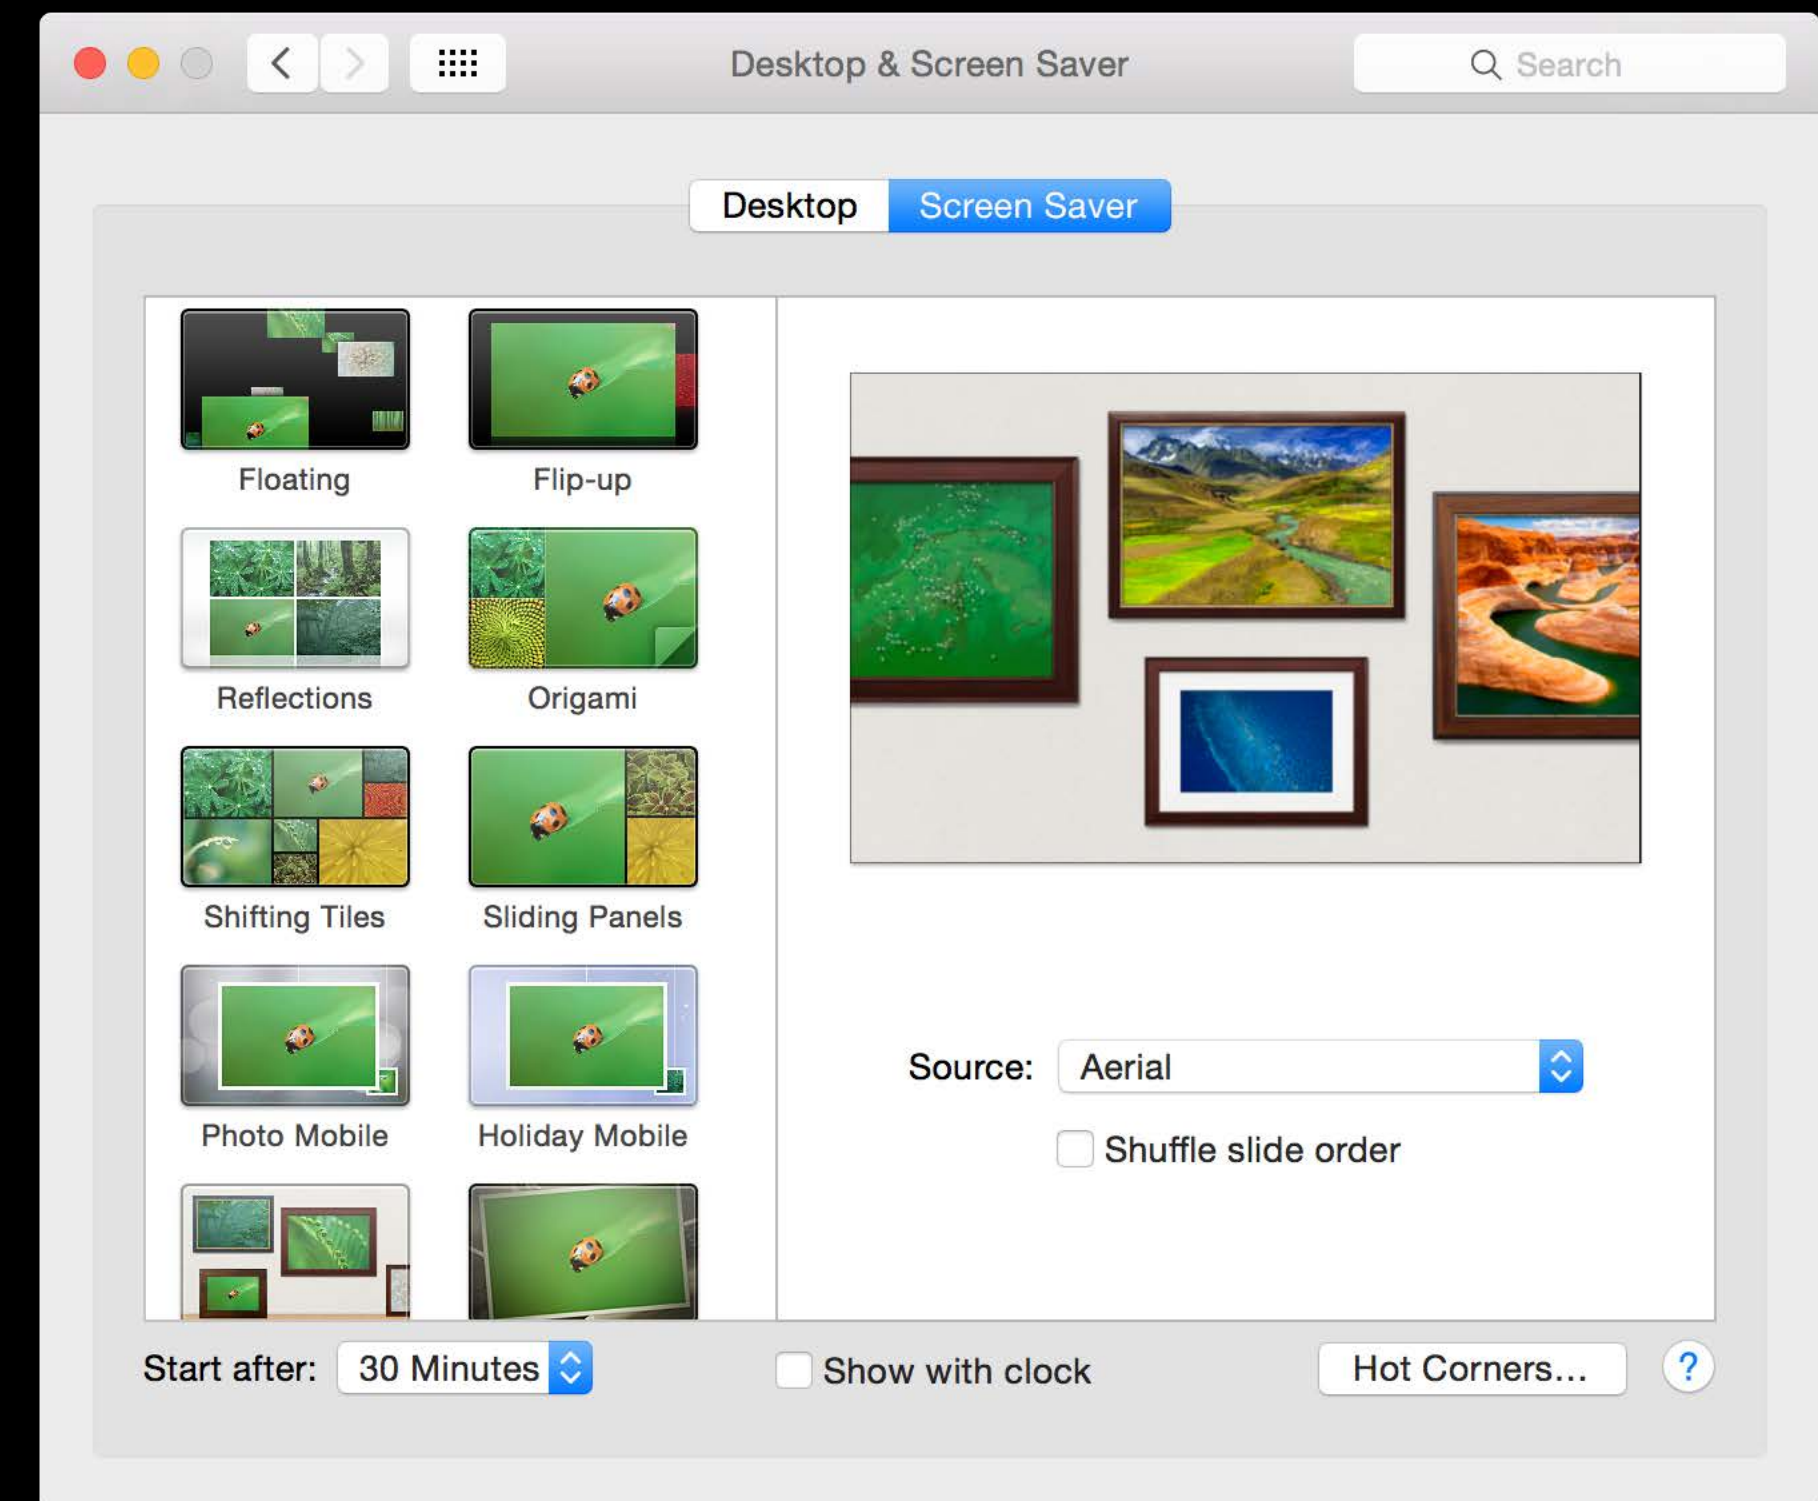 Desktop & Screen Saver
Search
Desktop
Screen Saver
Floating
Flip-up
Reflections
Origami
Shifting Tiles
Sliding Panels
Photo Mobile
Holiday Mobile
Source:
Aerial
Shuffle slide order
Start after:
30 Minutes
Show with clock
Hot Corners...
?